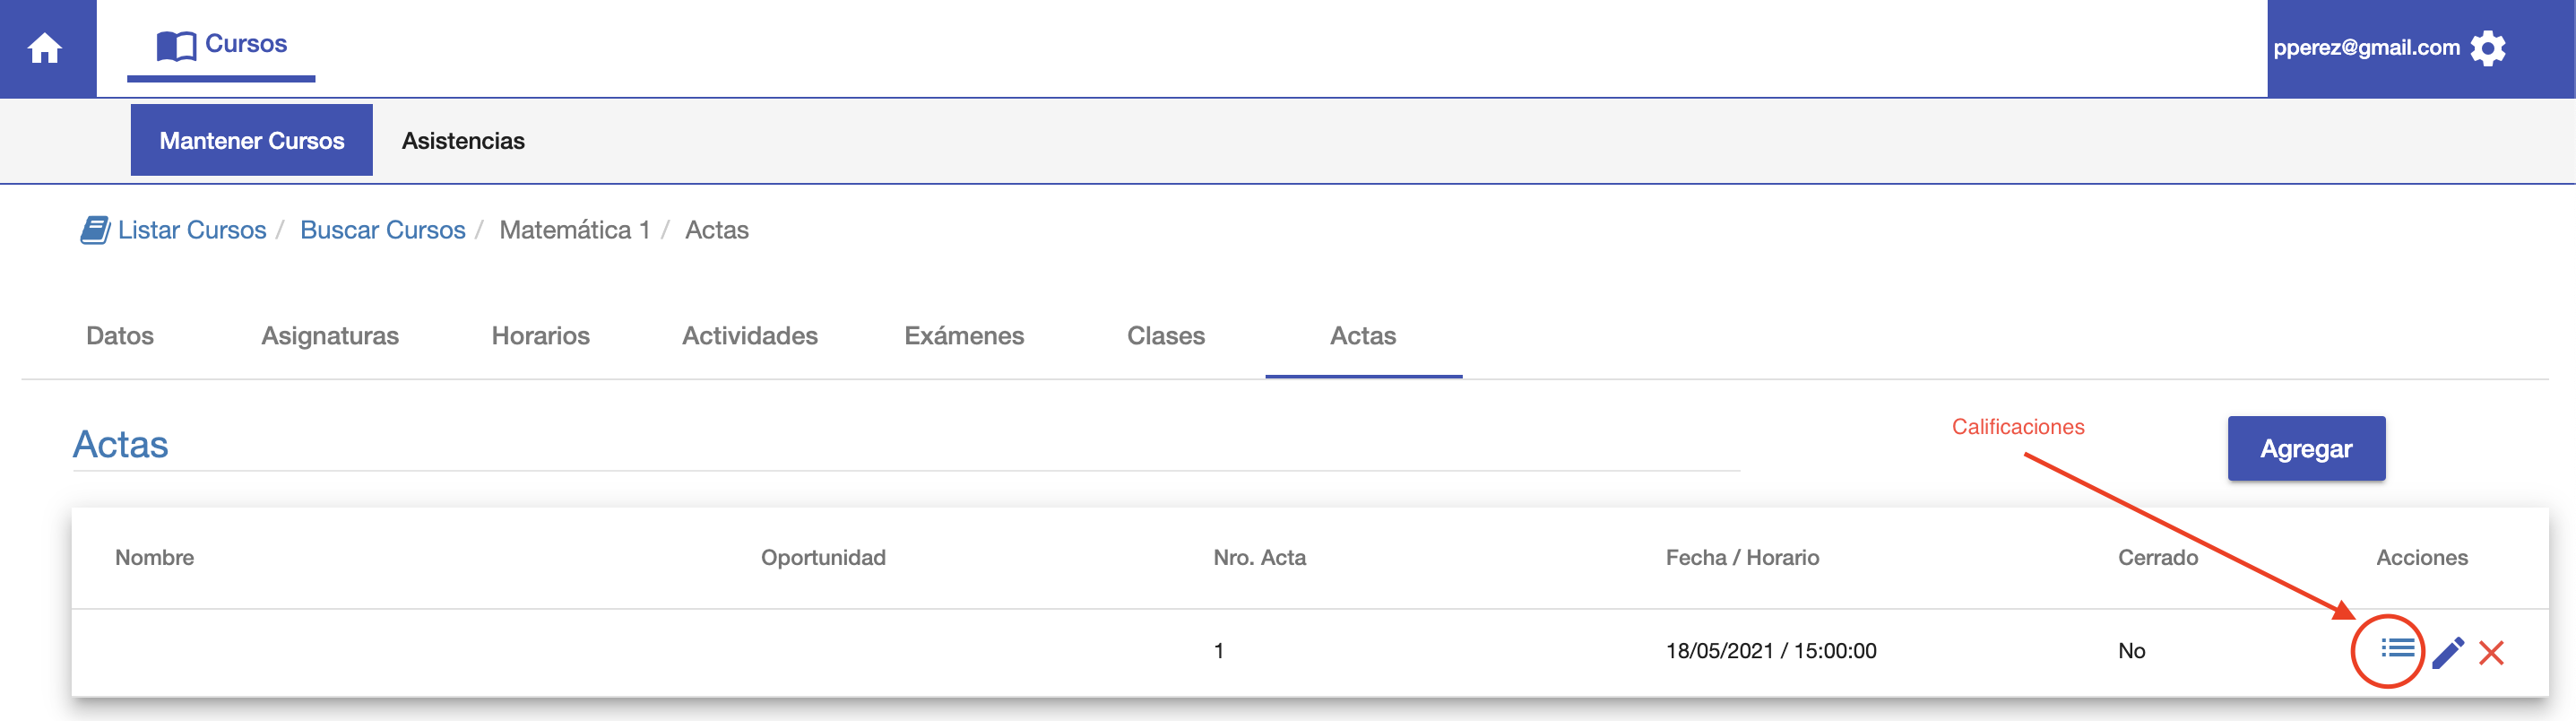 Cursos
pperez@gmail.com
Mantener Cursos Asistencias
Listar Cursos / Buscar Cursos / Matemática 1 / Actas
Datos Asignaturas Horarios Actividades Exámenes Clases Actas
Calificaciones
Actas Agregar
Nombre Oportunidad Nro. Acta Fecha / Horario Cerrado Acciones
1 18/05/2021 / 15:00:00 No